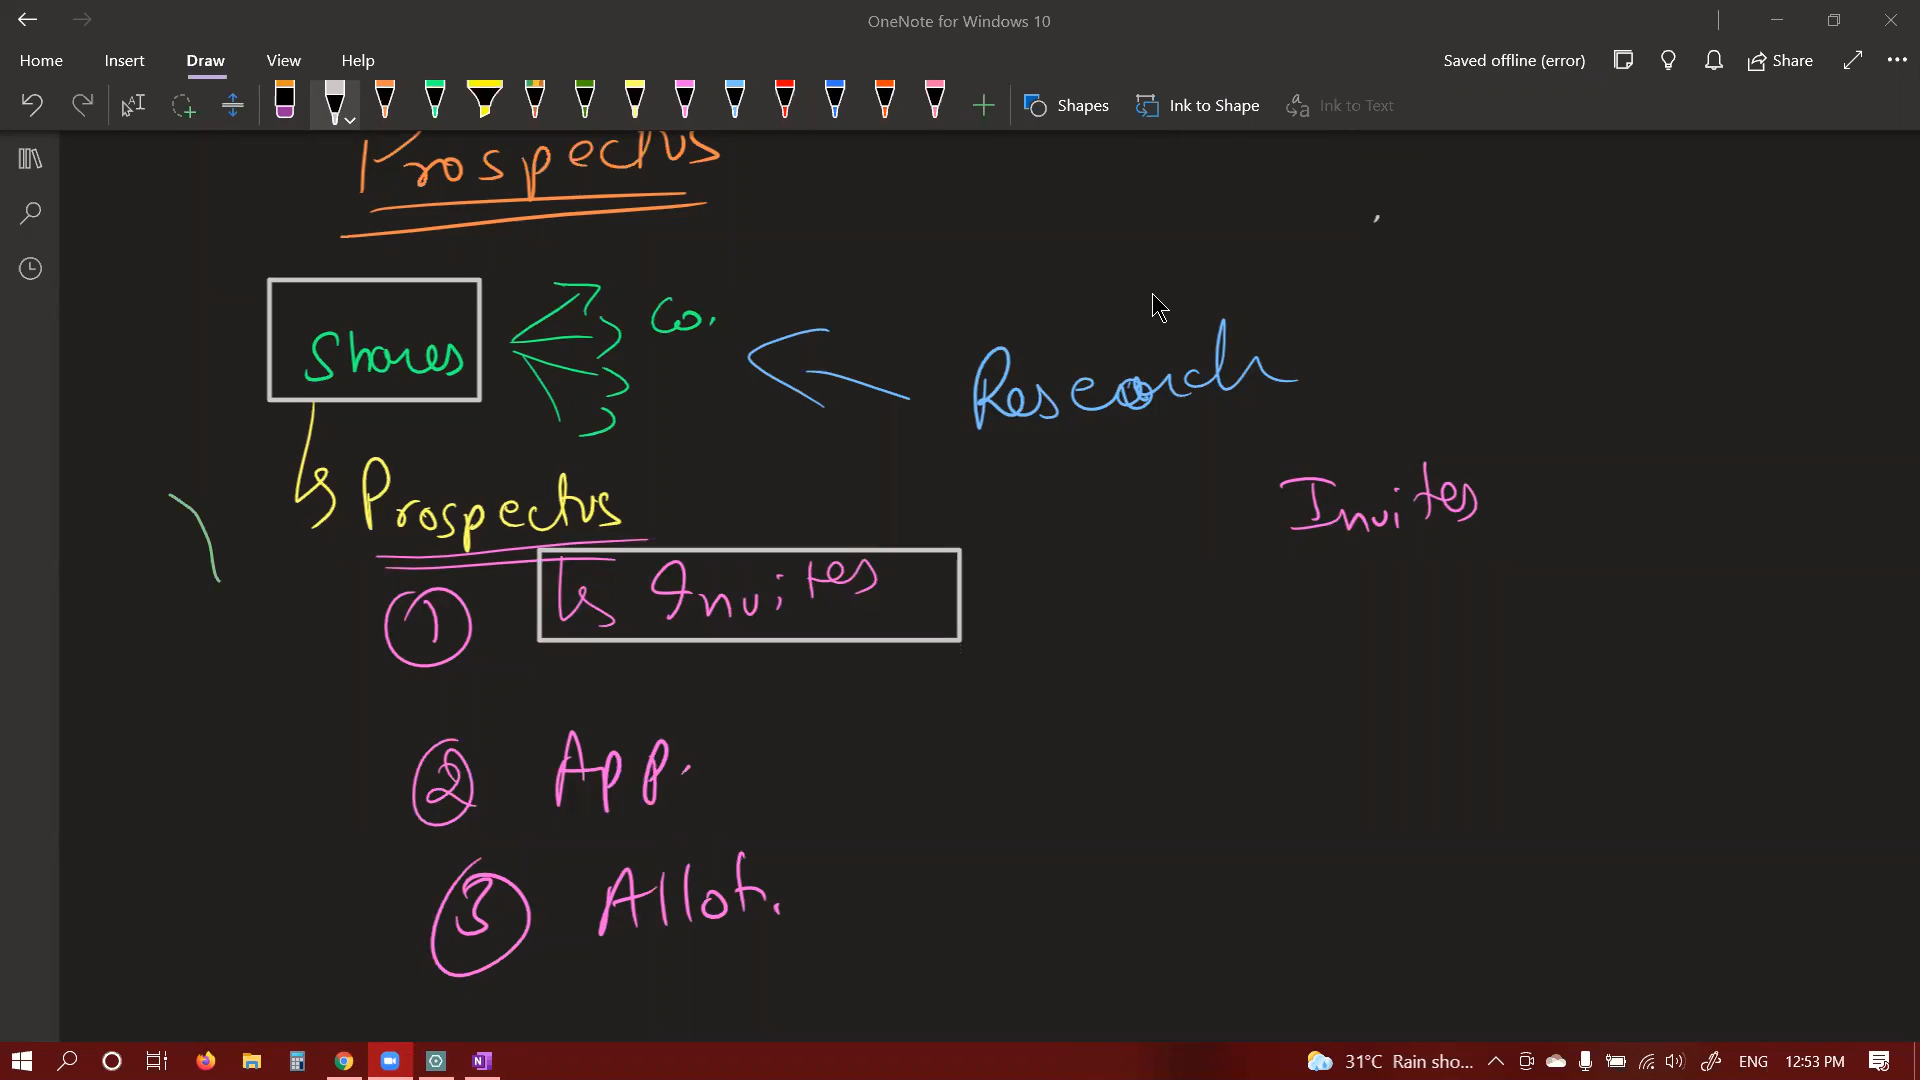 OneNote for Windows 10
Home Insert Draw View Help Saved offline (error) Share
Shapes Ink to Shape Ink to Text
Prospectus
Shares Co.
Research
Prospectus Invites
① ↳ Invites
② App.
③ Allot.
31°C Rain sho... ENG 12:53 PM